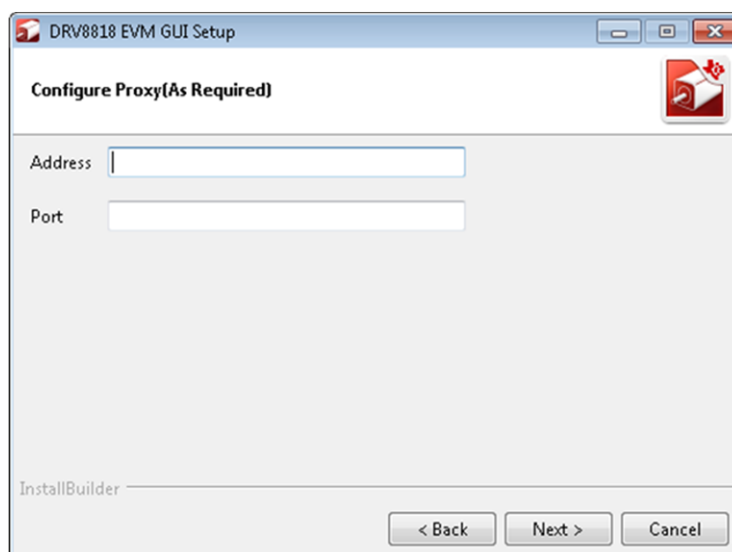 DRV8818 EVM GUI Setup
Configure Proxy(As Required)
Address
Port
InstallBuilder
< Back Next > Cancel